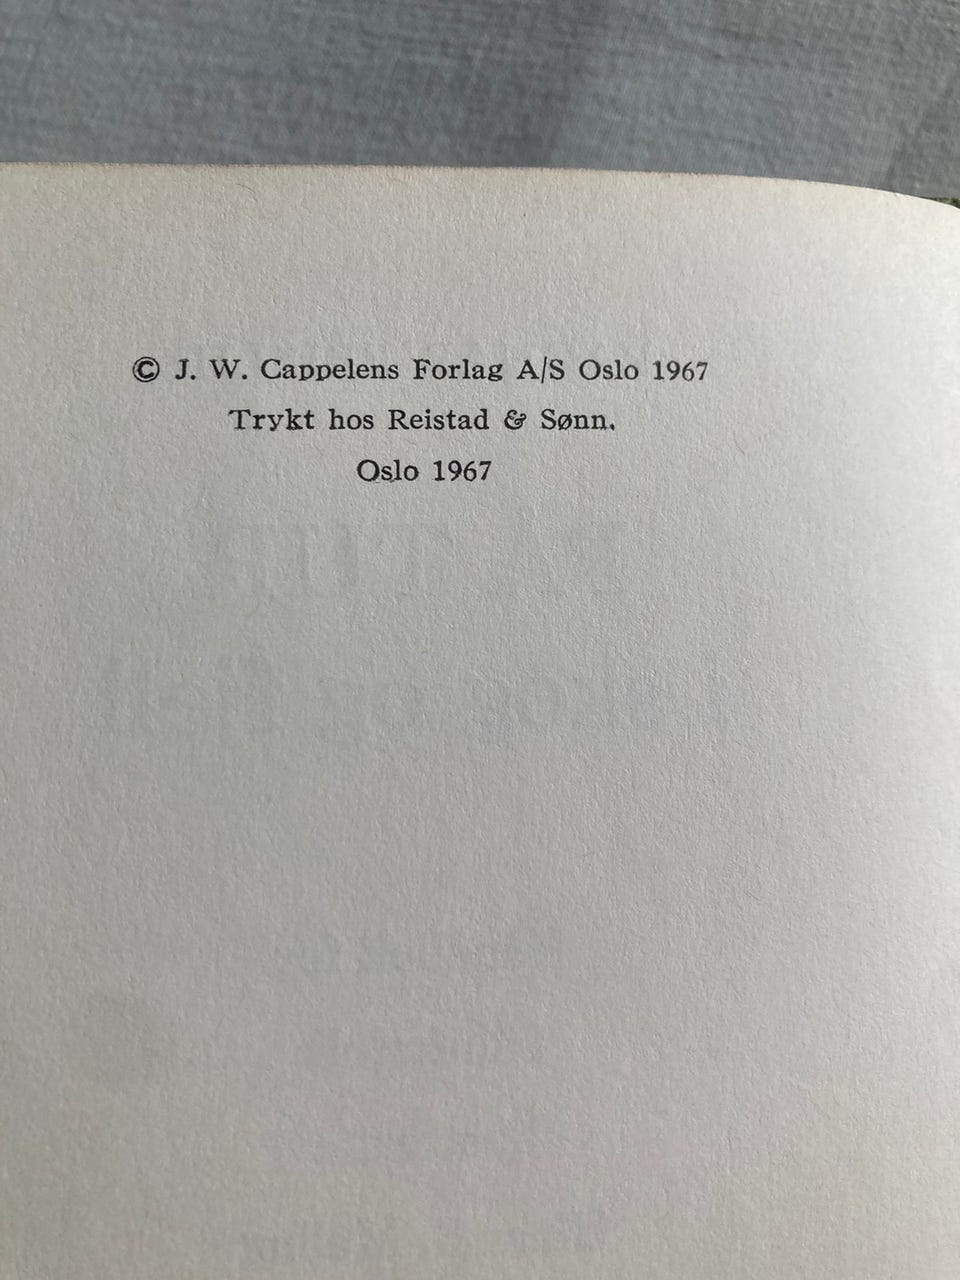 © J. W. Cappelens Forlag A/S Oslo 1967
Trykt hos Reistad & Sønn.
Oslo 1967